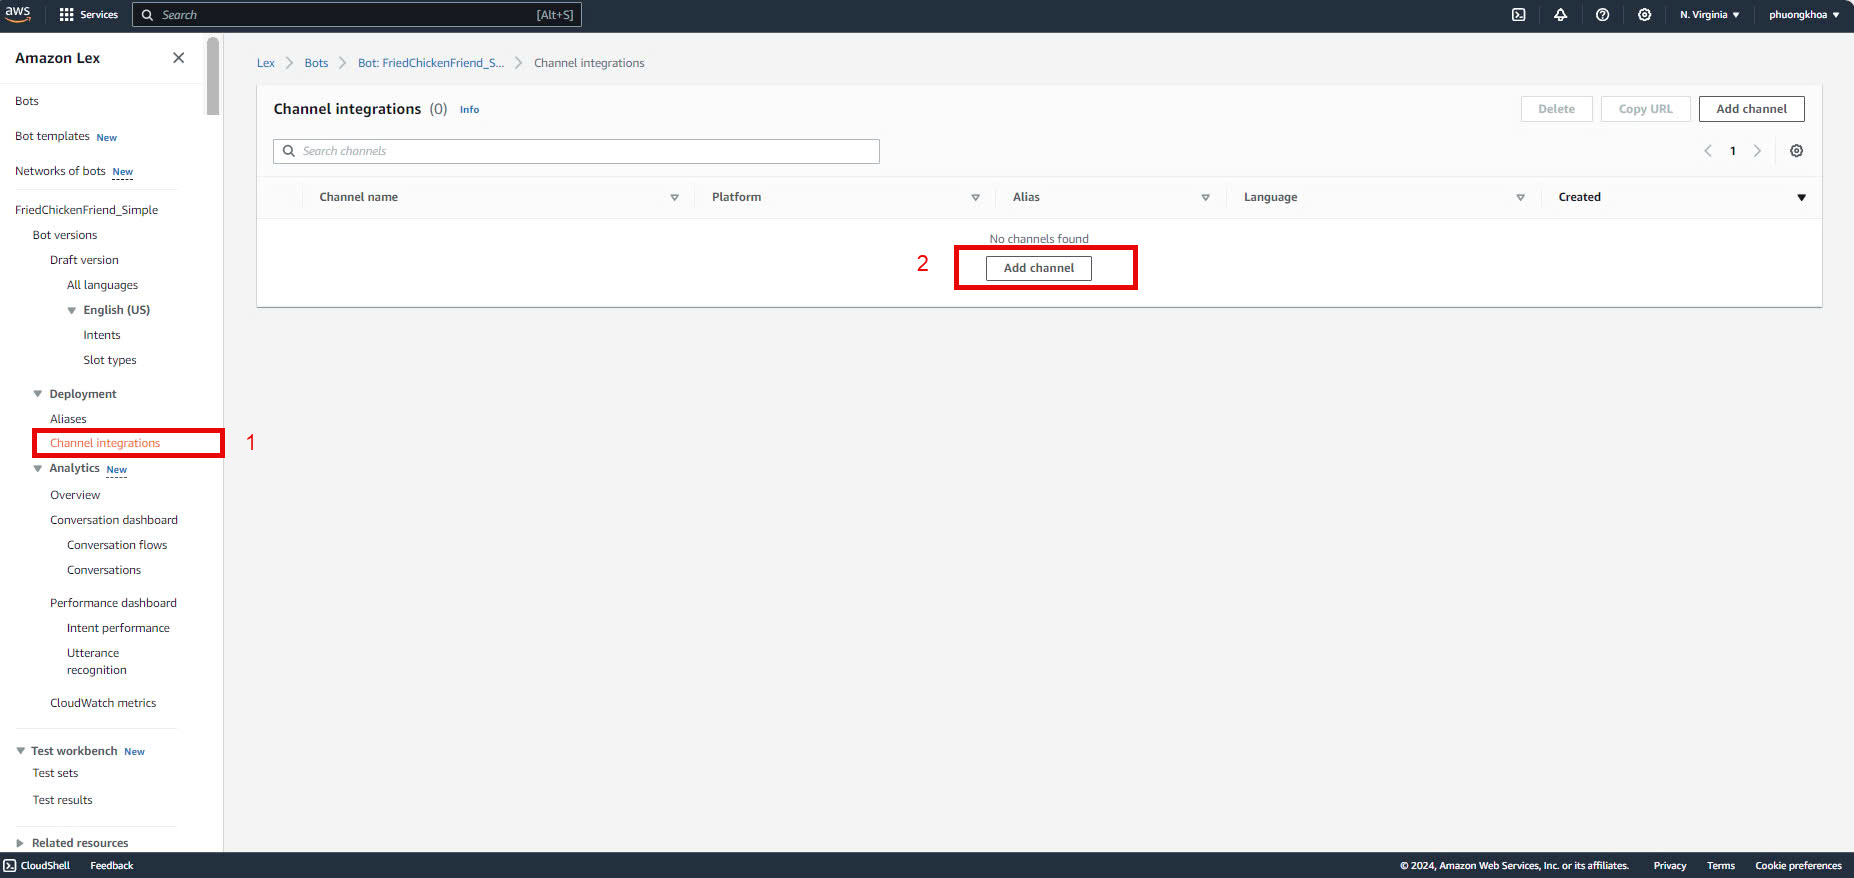 aws Services Search [Alt+S] N. Virginia phuongkhoa
Amazon Lex
Bots
Bot templates New
Networks of bots New
FriedChickenFriend_Simple
Bot versions
Draft version
All languages
English (US)
Intents
Slot types
Deployment
Aliases
Channel integrations 1
Analytics New
Overview
Conversation dashboard
Conversation flows
Conversations
Performance dashboard
Intent performance
Utterance
recognition
CloudWatch metrics
Test workbench New
Test sets
Test results
Related resources
Lex Bots Bot: FriedChickenFriend_S... Channel integrations
Channel integrations (0) Info Delete Copy URL Add channel
Search channels 1
Channel name Platform Alias Language Created
No channels found
2 Add channel
CloudShell Feedback © 2024, Amazon Web Services, Inc. or its affiliates. Privacy Terms Cookie preferences